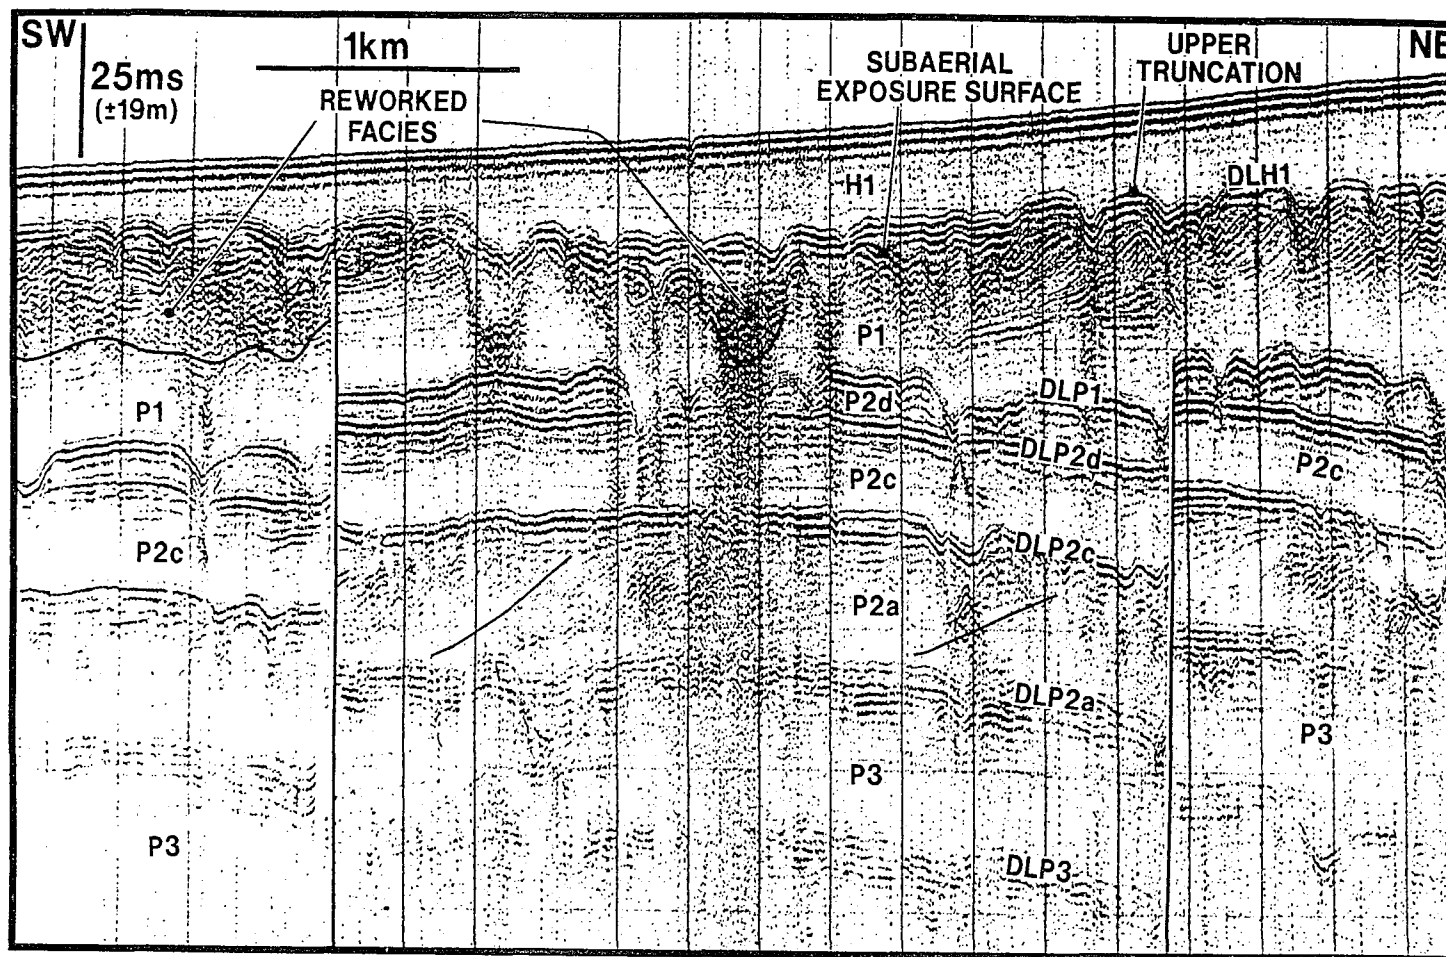 SW
1km
UPPER
TRUNCATION
NE
25ms
(±19m)
SUBAERIAL
EXPOSURE SURFACE
REWORKED
FACIES
H1
DLH1
P1
P1
DLP1
P2d
DLP2d
P2c
P2c
P2c
DLP2c
P2a
DLP2a
P3
P3
P3
DLP3